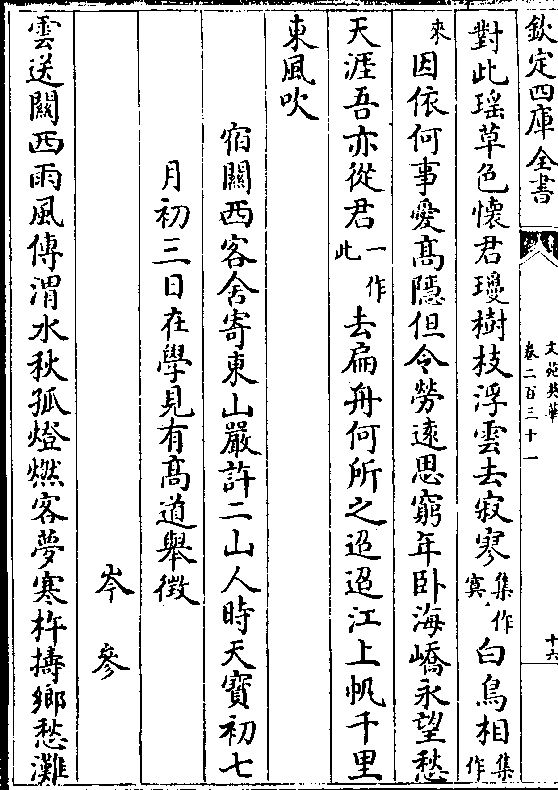 欽定四庫全書
文苑英華
卷二百三十一
十六
對此瑶草色懷君瓊樹枝浮雲去寂寥集作寞白鳥相集作
來因依何事愛髙隱但令勞逺思窮年卧海嶠永望愁
天涯吾亦從君一作此去扁舟何所之迢迢江上帆千里
東風吹
宿關西客舍寄東山嚴許二山人時天寳初七
月初三日在學見有髙道舉徴
岑參
雲送關西雨風傳渭水秋孤燈燃客夢寒杵擣鄉愁灘